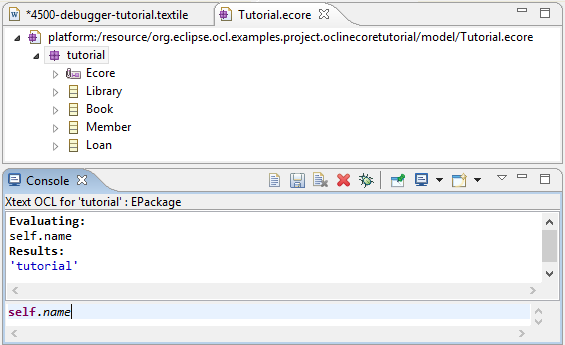 *4500-debugger-tutorial.textile
Tutorial.ecore
platform:/resource/org.eclipse.ocl.examples.project.oclinecoretutorial/model/Tutorial.ecore
tutorial
Ecore
Library
Book
Member
Loan
Console
Xtext OCL for 'tutorial' : EPackage
Evaluating:
self.name
Results:
'tutorial'
self.name